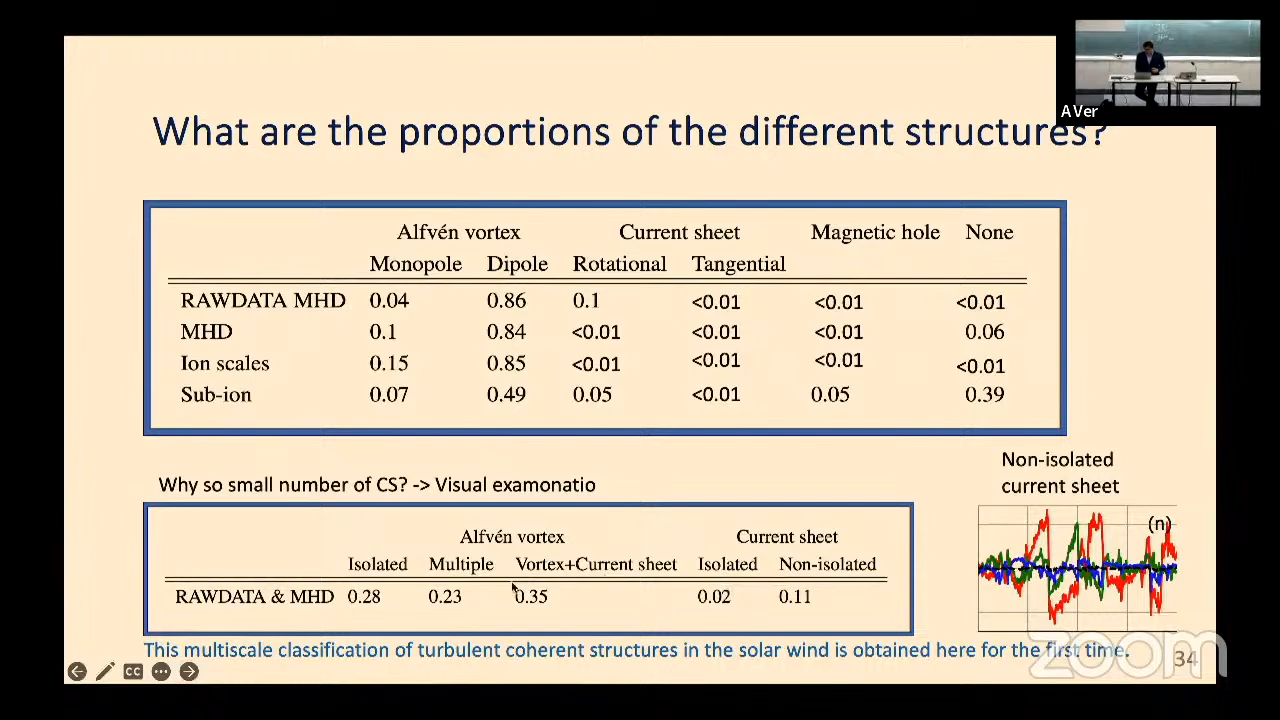 A Ver
What are the proportions of the different structures?
Alfvén vortex Current sheet Magnetic hole None
Monopole Dipole Rotational Tangential
RAWDATA MHD 0.04 0.86 0.1 <0.01 <0.01 <0.01
MHD 0.1 0.84 <0.01 <0.01 <0.01 0.06
Ion scales 0.15 0.85 <0.01 <0.01 <0.01 <0.01
Sub-ion 0.07 0.49 0.05 <0.01 0.05 0.39
Why so small number of CS? -> Visual examonatio
Alfvén vortex Current sheet
Isolated Multiple Vortex+Current sheet Isolated Non-isolated
RAWDATA & MHD 0.28 0.23 0.35 0.02 0.11
Non-isolated
current sheet
(n)
This multiscale classification of turbulent coherent structures in the solar wind is obtained here for the first time.
CC
zoom
34